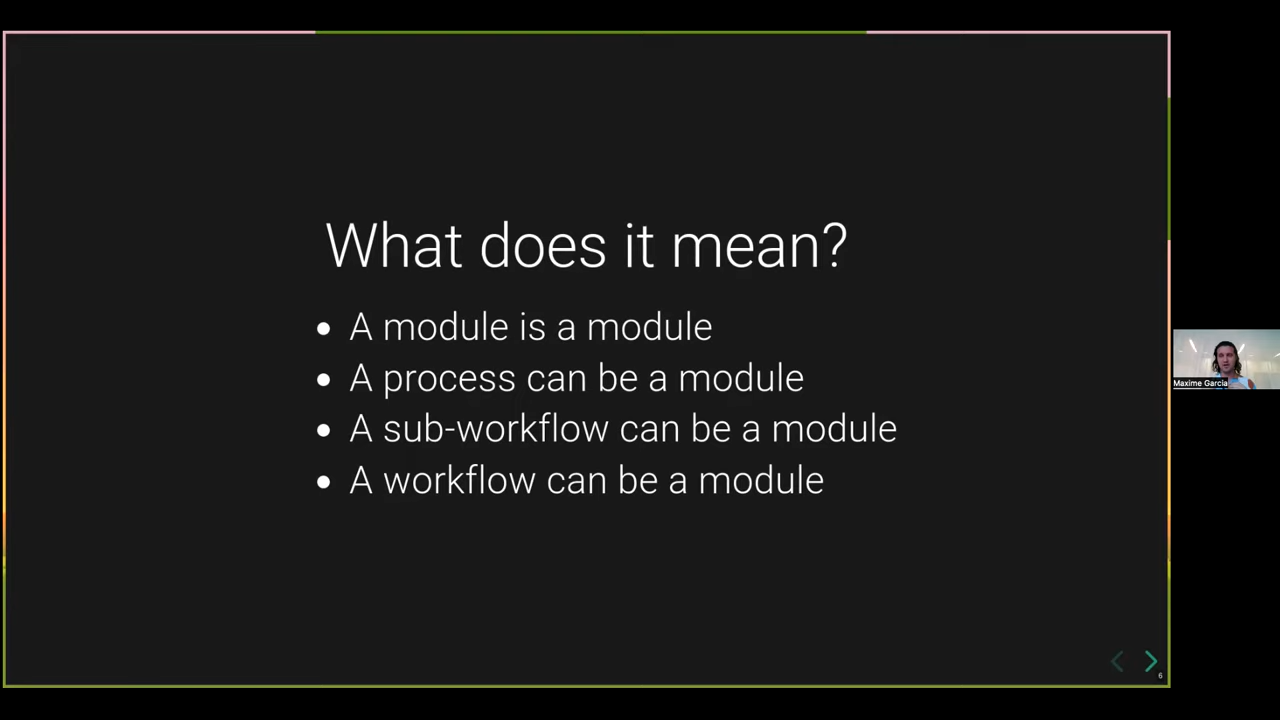 What does it mean?
• A module is a module
• A process can be a module
• A sub-workflow can be a module
• A workflow can be a module
Maxime Garcia
6